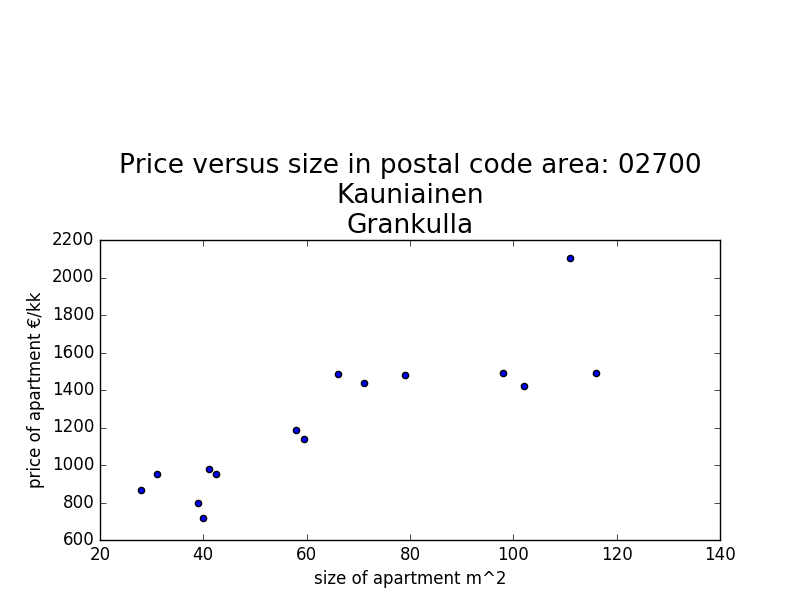 Price versus size in postal code area: 02700
Kauniainen
Grankulla
2200
2000
1800
1600
1400
1200
1000
800
600
price of apartment €/kk
20 40 60 80 100 120 140
size of apartment m^2